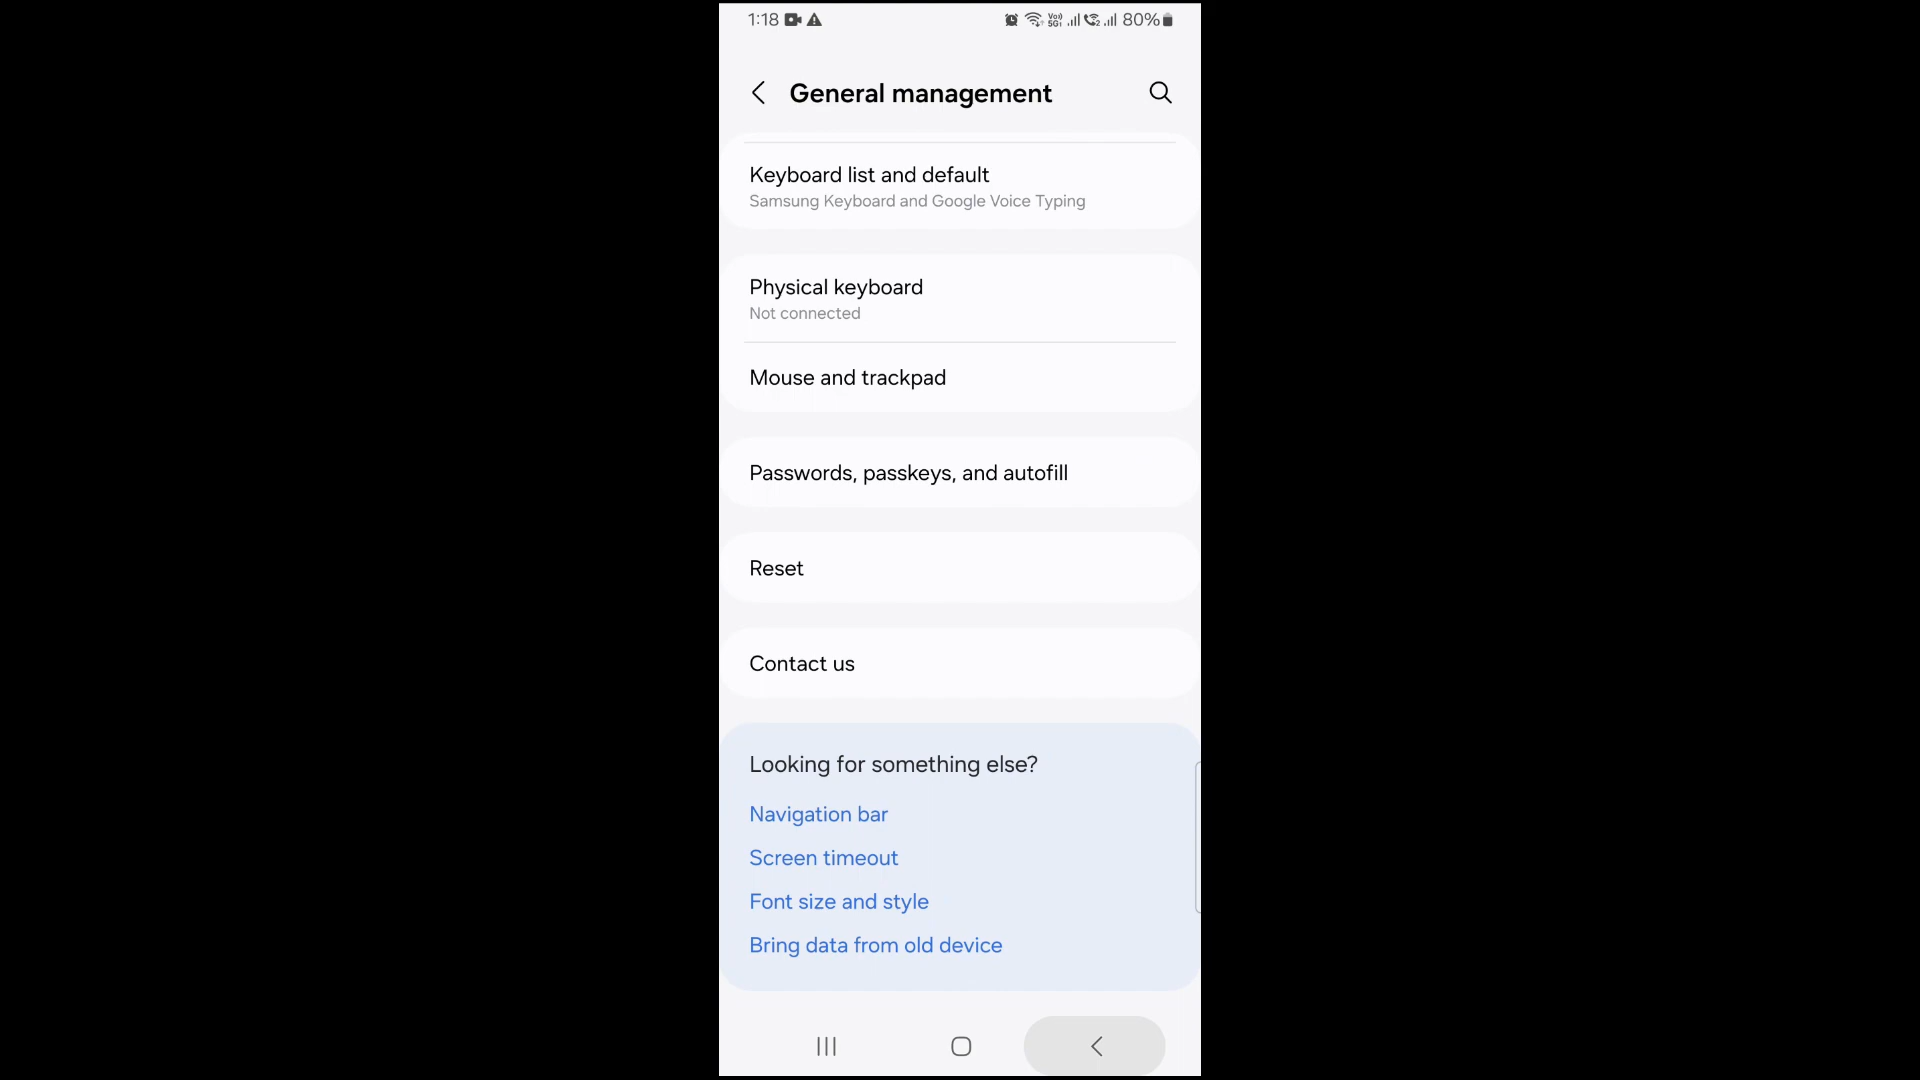 1:18 80%
General management
Keyboard list and default
Samsung Keyboard and Google Voice Typing
Physical keyboard
Not connected
Mouse and trackpad
Passwords, passkeys, and autofill
Reset
Contact us
Looking for something else?
Navigation bar
Screen timeout
Font size and style
Bring data from old device